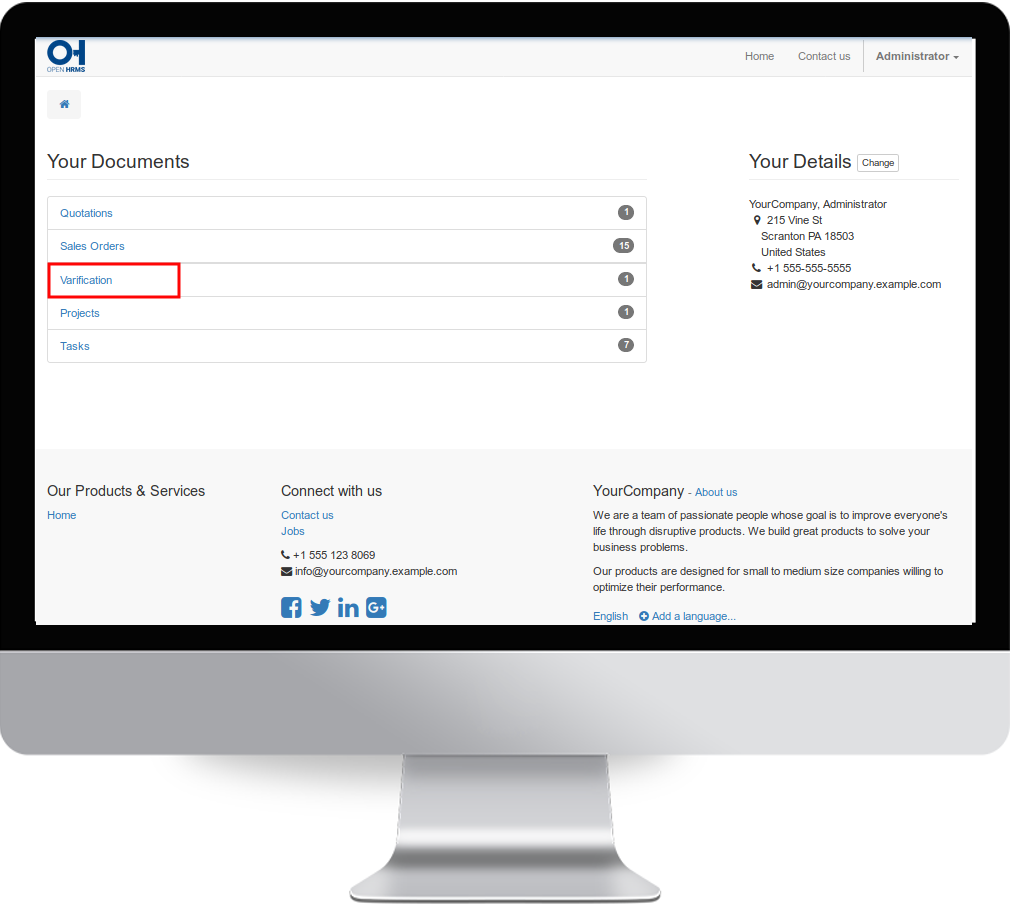 OPEN HRMS
Home
Contact us
Administrator
Your Documents
Quotations 1
Sales Orders 15
Varification 1
Projects 1
Tasks 7
Your Details Change
YourCompany, Administrator
215 Vine St
Scranton PA 18503
United States
+1 555-555-5555
admin@yourcompany.example.com
Our Products & Services
Home
Connect with us
Contact us
Jobs
+1 555 123 8069
info@yourcompany.example.com
YourCompany - About us
We are a team of passionate people whose goal is to improve everyone's
life through disruptive products. We build great products to solve your
business problems.
Our products are designed for small to medium size companies willing to
optimize their performance.
English Add a language...